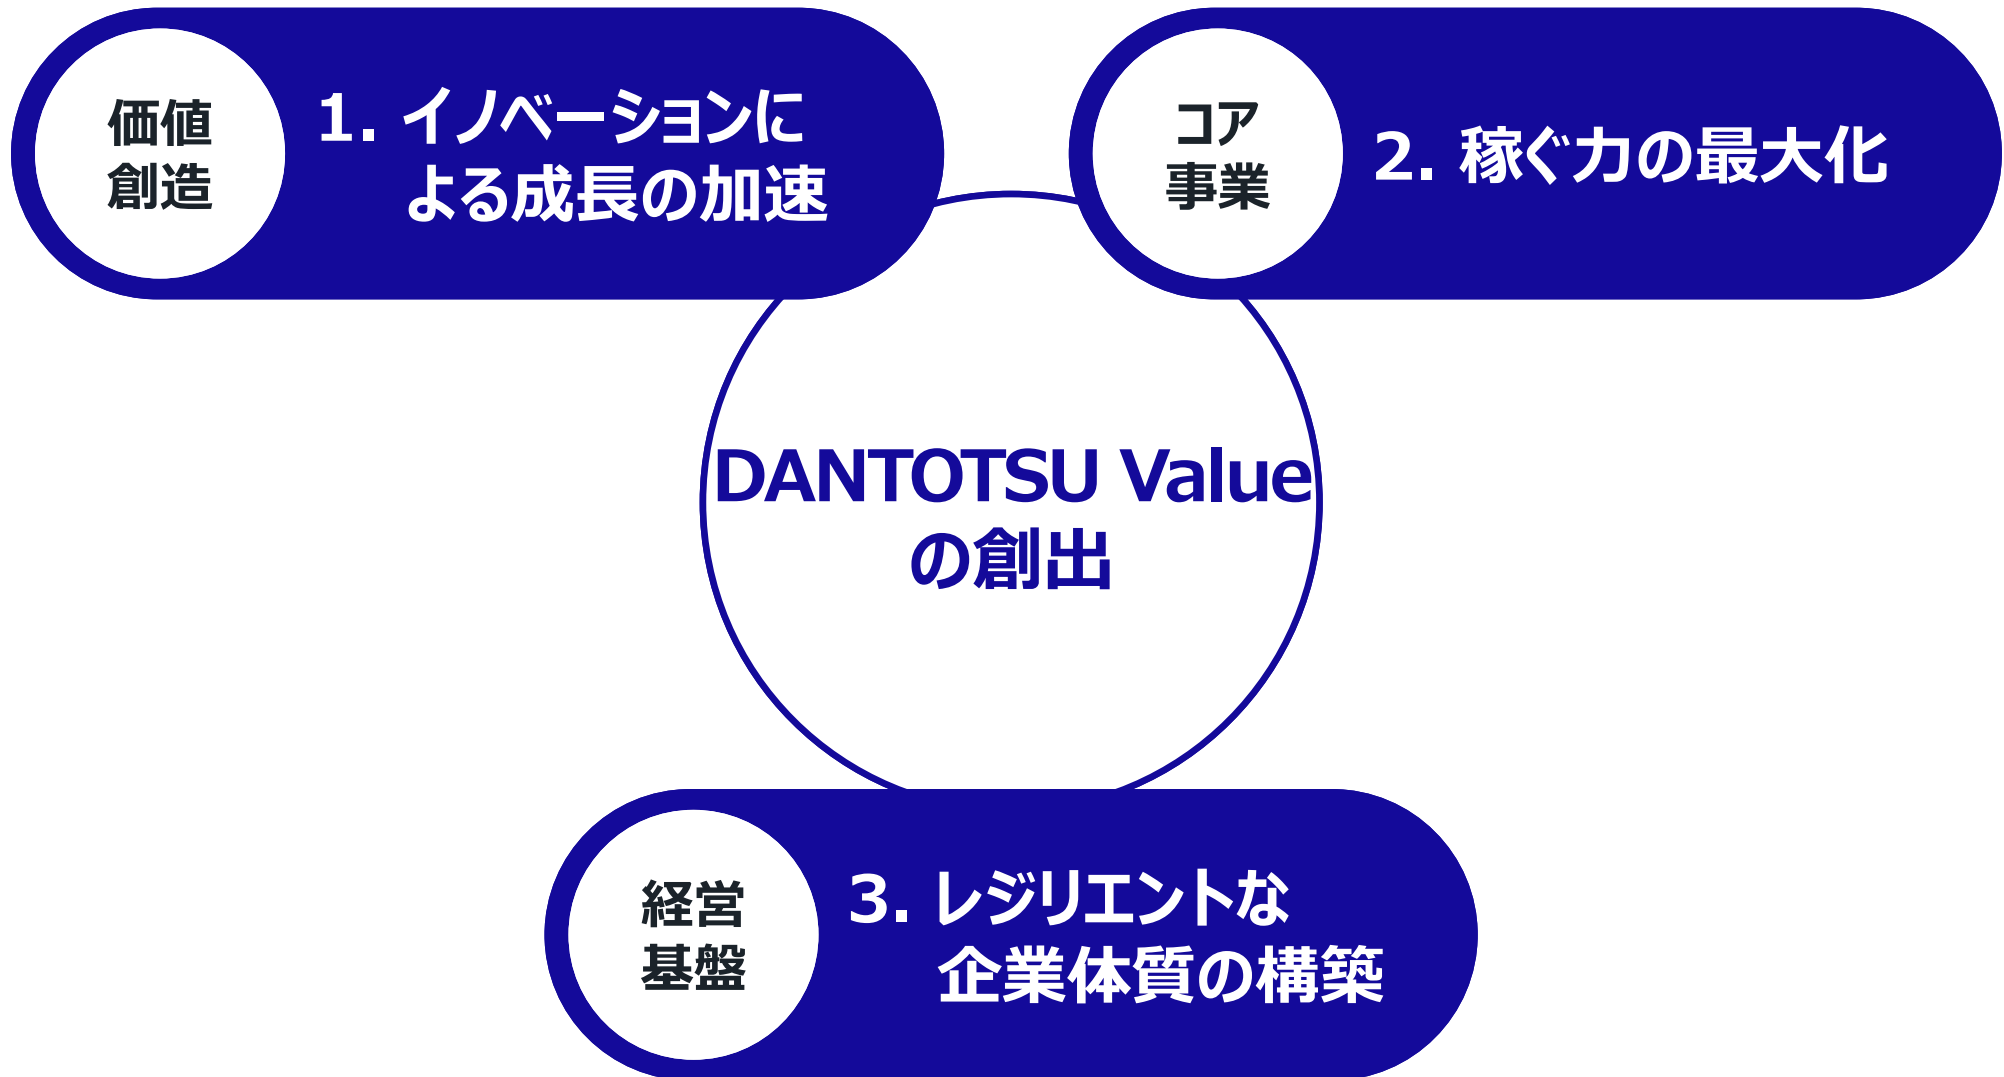 価値
創造
1. イノベーションに
よる成長の加速
コア
事業
2. 稼ぐ力の最大化
DANTOTSU Value
の創出
経営
基盤
3. レジリエントな
企業体質の構築